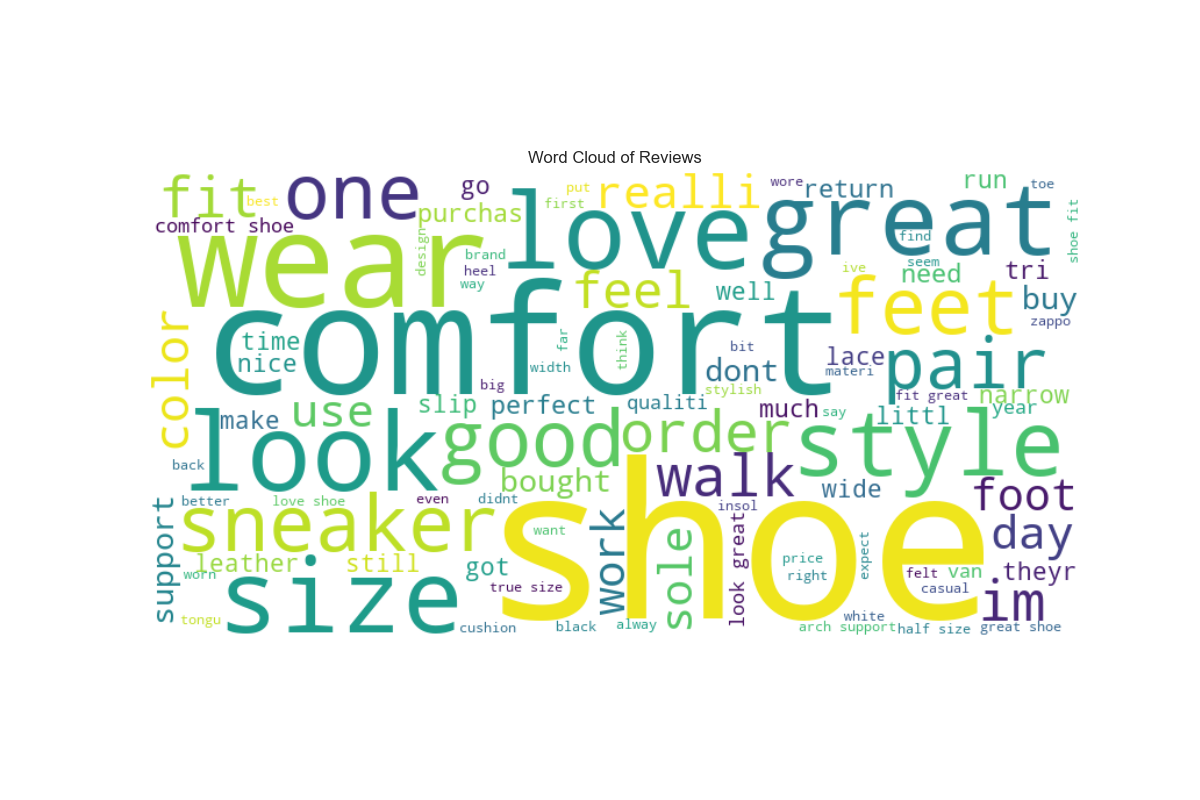 Word Cloud of Reviews
fit
best
one
go
put
first
realli
wore
return
run
toe
comfort shoe
purchas
love
great
find
shoe fit
wear
design
brand
heel
way
feel
well
ive
seem
need
tri
feet
buy
zappo
comfort
color
time
nice
far
think
width
bit
dont
lace
materi
pair
big
stylish
fit great
narrow
make
use
slip
perfect
qualiti
much
say
littl
year
look
good
order
style
back
bought
walk
wide
foot
better
love shoe
even
didnt
insol
support
sneaker
shoe
want
work
sole
look great
day
leather
still
got
price
right
expect
felt
van
theyr
worn
size
true size
casual
im
tongu
cushion
black
alway
white
arch support
half size
great shoe